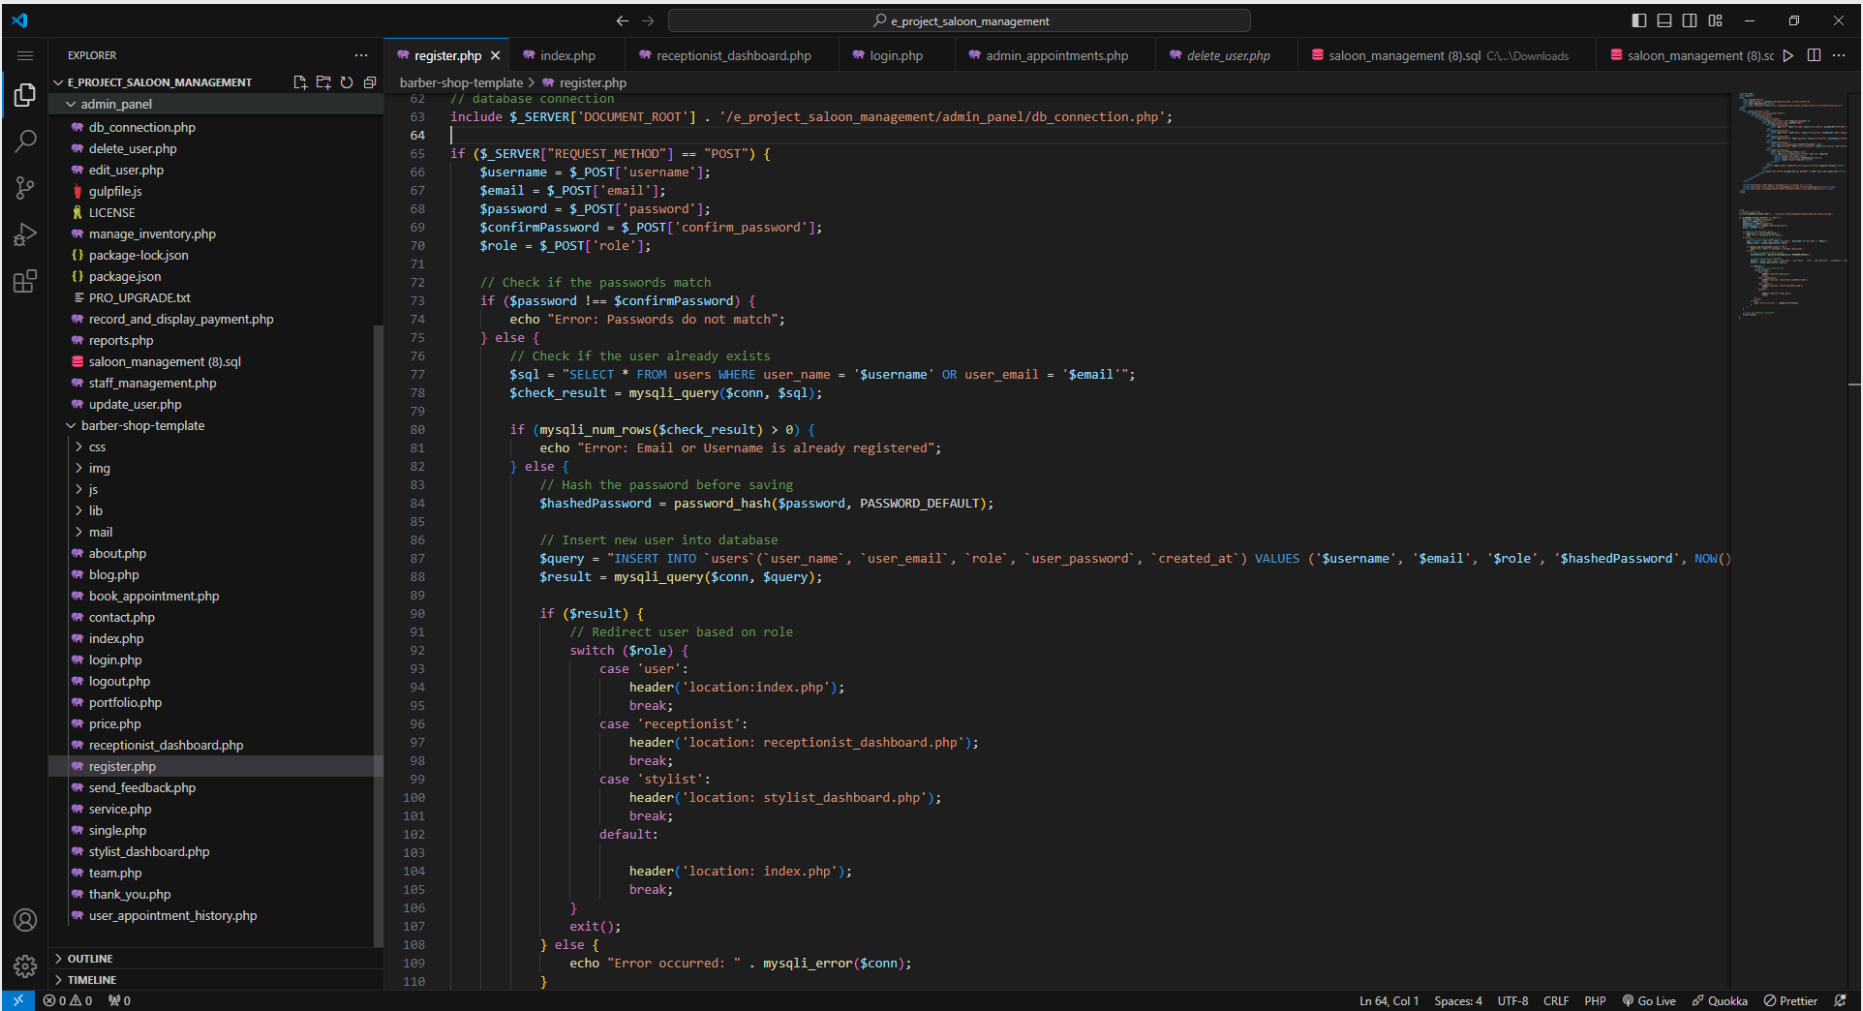 e_project_saloon_management
EXPLORER
E_PROJECT_SALOON_MANAGEMENT
admin_panel
db_connection.php
delete_user.php
edit_user.php
gulpfile.js
LICENSE
manage_inventory.php
package-lock.json
package.json
PRO_UPGRADE.txt
record_and_display_payment.php
reports.php
saloon_management (8).sql
staff_management.php
update_user.php
barber-shop-template
css
img
js
lib
mail
about.php
blog.php
book_appointment.php
contact.php
index.php
login.php
logout.php
portfolio.php
price.php
receptionist_dashboard.php
register.php
send_feedback.php
service.php
single.php
stylist_dashboard.php
team.php
thank_you.php
user_appointment_history.php
OUTLINE
TIMELINE
register.php index.php receptionist_dashboard.php login.php admin_appointments.php delete_user.php saloon_management (8).sql C:\...\Downloads saloon_management (8).sc
barber-shop-template > register.php
62 // database connection
63 include $_SERVER['DOCUMENT_ROOT'] . '/e_project_saloon_management/admin_panel/db_connection.php';
64
65 if ($_SERVER["REQUEST_METHOD"] == "POST") {
66 $username = $_POST['username'];
67 $email = $_POST['email'];
68 $password = $_POST['password'];
69 $confirmPassword = $_POST['confirm_password'];
70 $role = $_POST['role'];
71
72 // Check if the passwords match
73 if ($password !== $confirmPassword) {
74 echo "Error: Passwords do not match";
75 } else {
76 // Check if the user already exists
77 $sql = "SELECT * FROM users WHERE user_name = '$username' OR user_email = '$email'";
78 $check_result = mysqli_query($conn, $sql);
79
80 if (mysqli_num_rows($check_result) > 0) {
81 echo "Error: Email or Username is already registered";
82 } else {
83 // Hash the password before saving
84 $hashedPassword = password_hash($password, PASSWORD_DEFAULT);
85
86 // Insert new user into database
87 $query = "INSERT INTO `users`(`user_name`, `user_email`, `role`, `user_password`, `created_at`) VALUES ('$username', '$email', '$role', '$hashedPassword', NOW()
88 $result = mysqli_query($conn, $query);
89
90 if ($result) {
91 // Redirect user based on role
92 switch ($role) {
93 case 'user':
94 header('location:index.php');
95 break;
96 case 'receptionist':
97 header('location: receptionist_dashboard.php');
98 break;
99 case 'stylist':
100 header('location: stylist_dashboard.php');
101 break;
102 default:
103
104 header('location: index.php');
105 break;
106 }
107 exit();
108 } else {
109 echo "Error occurred: " . mysqli_error($conn);
110 }
0 0 0
Ln 64, Col 1 Spaces: 4 UTF-8 CRLF PHP Go Live Quokka Prettier